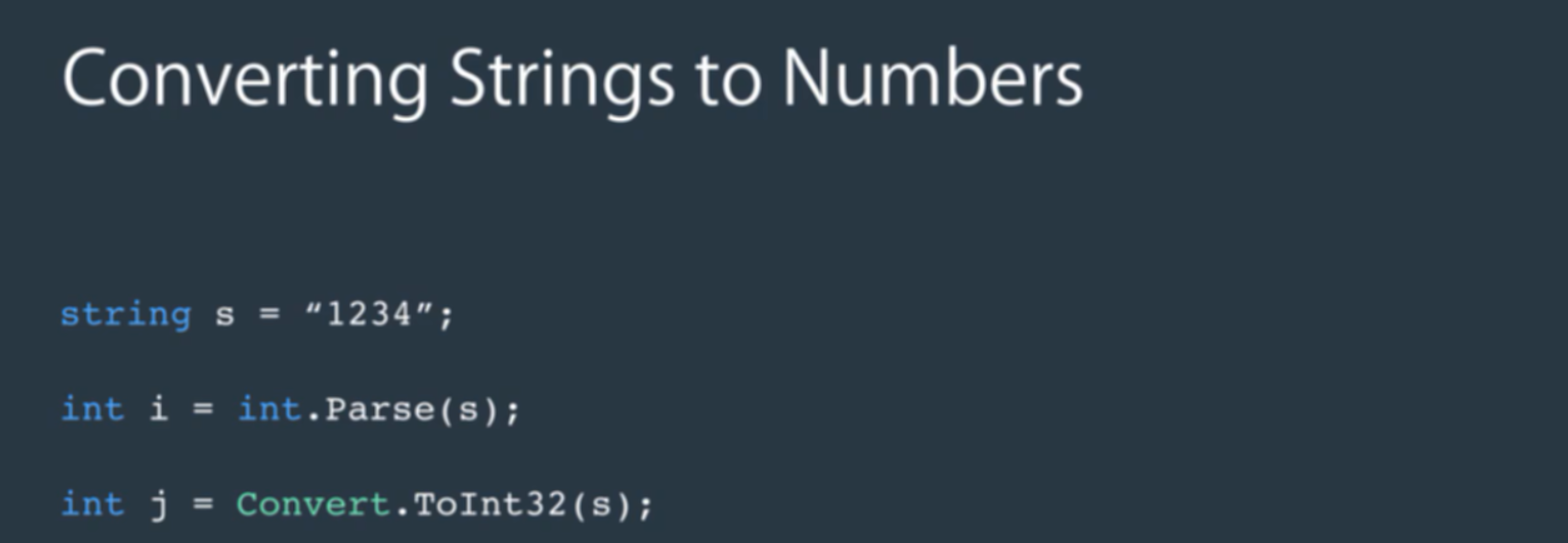 Converting Strings to Numbers
string s = “1234”;
int i = int.Parse(s);
int j = Convert.ToInt32(s);